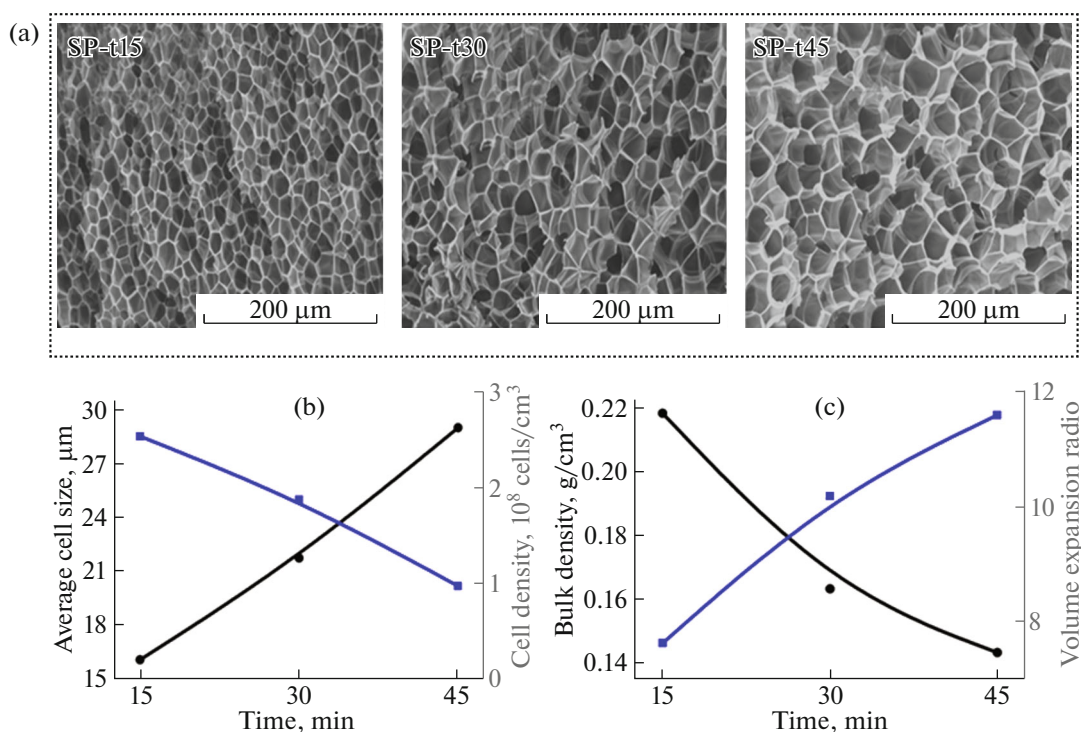 (a)
SP-t15
SP-t30
SP-t45
200 μm
200 μm
200 μm
(b)
Average cell size, μm
30
27
24
21
18
15
3
2
1
0
Cell density, 10⁸ cells/cm³
15
30
45
Time, min
(c)
Bulk density, g/cm³
0.22
0.20
0.18
0.16
0.14
12
10
8
Volume expansion radio
15
30
45
Time, min